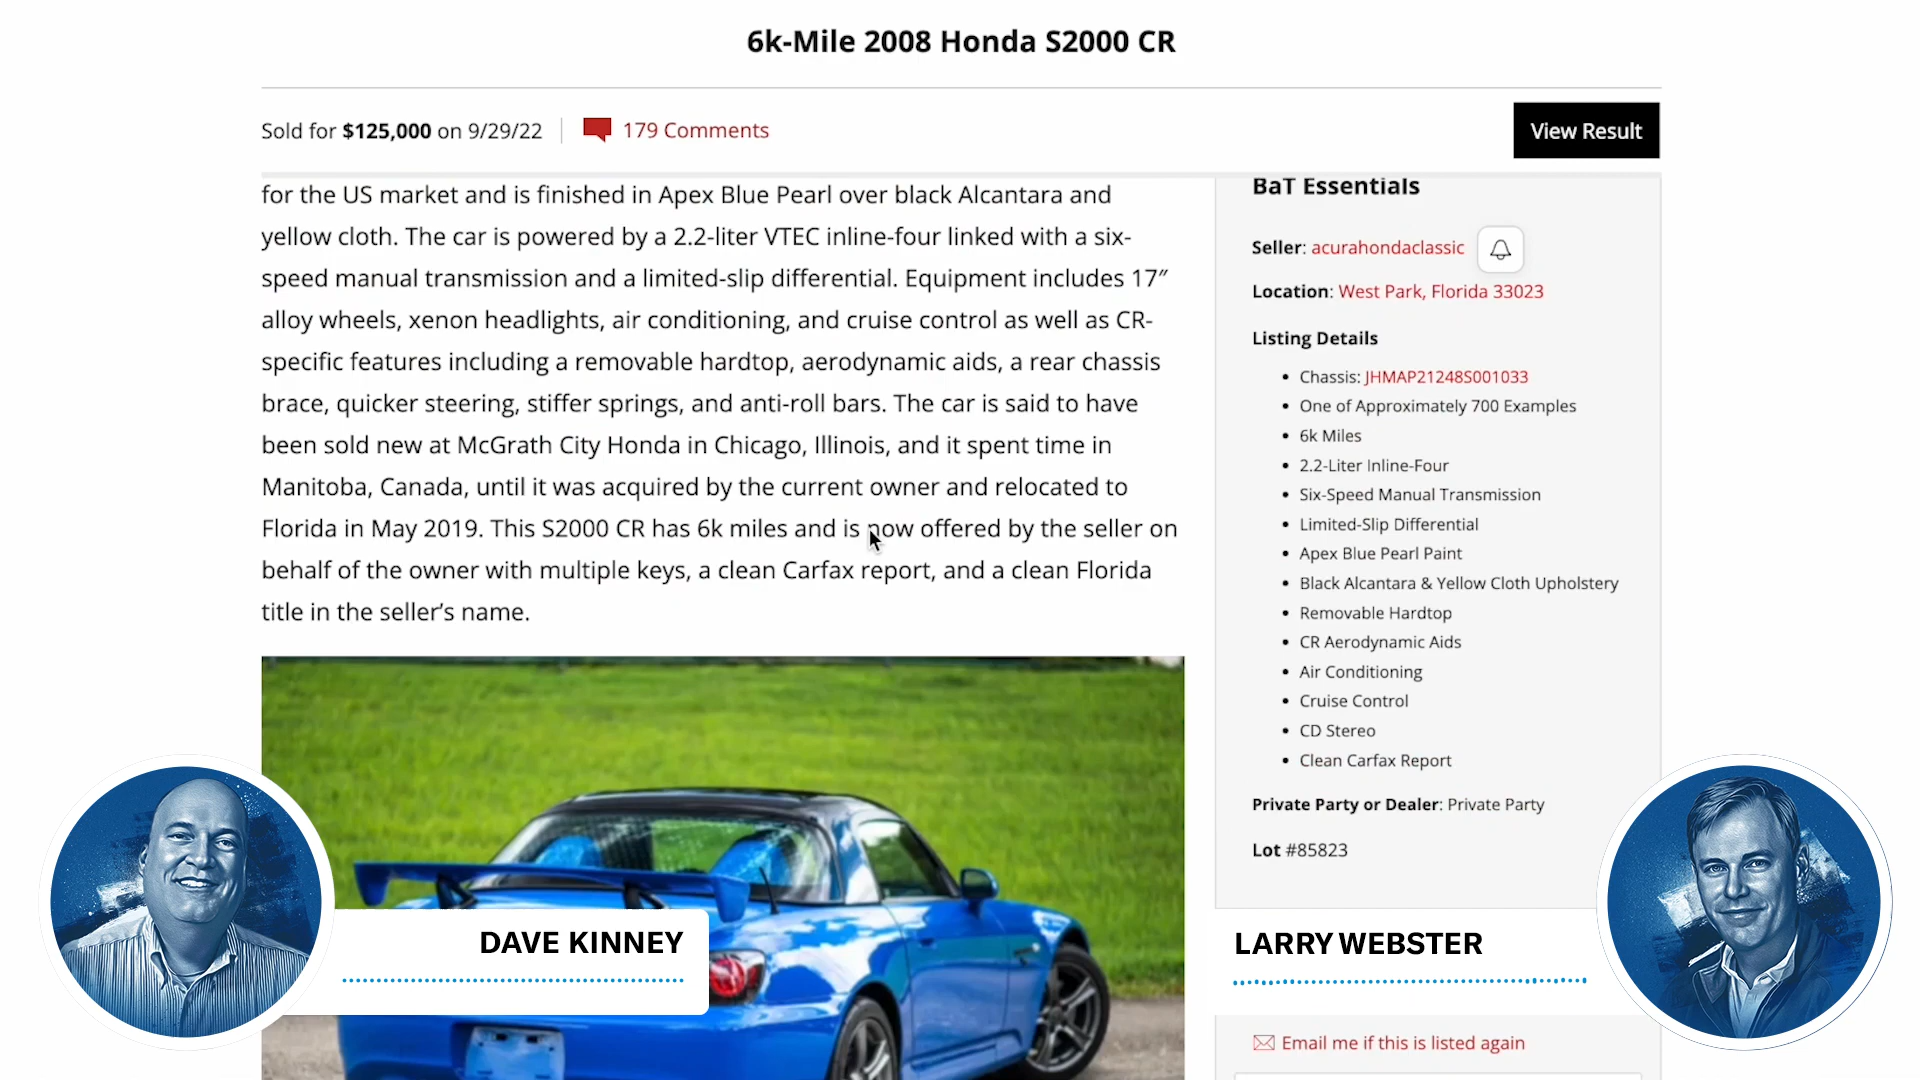 6k-Mile 2008 Honda S2000 CR
Sold for $125,000 on 9/29/22
179 Comments
View Result
for the US market and is finished in Apex Blue Pearl over black Alcantara and
yellow cloth. The car is powered by a 2.2-liter VTEC inline-four linked with a six-
speed manual transmission and a limited-slip differential. Equipment includes 17″
alloy wheels, xenon headlights, air conditioning, and cruise control as well as CR-
specific features including a removable hardtop, aerodynamic aids, a rear chassis
brace, quicker steering, stiffer springs, and anti-roll bars. The car is said to have
been sold new at McGrath City Honda in Chicago, Illinois, and it spent time in
Manitoba, Canada, until it was acquired by the current owner and relocated to
Florida in May 2019. This S2000 CR has 6k miles and is now offered by the seller on
behalf of the owner with multiple keys, a clean Carfax report, and a clean Florida
title in the seller’s name.
BaT Essentials
Seller: acurahondaclassic
Location: West Park, Florida 33023
Listing Details
• Chassis: JHMAP21248S001033
• One of Approximately 700 Examples
• 6k Miles
• 2.2-Liter Inline-Four
• Six-Speed Manual Transmission
• Limited-Slip Differential
• Apex Blue Pearl Paint
• Black Alcantara & Yellow Cloth Upholstery
• Removable Hardtop
• CR Aerodynamic Aids
• Air Conditioning
• Cruise Control
• CD Stereo
• Clean Carfax Report
Private Party or Dealer: Private Party
Lot #85823
DAVE KINNEY
LARRY WEBSTER
Email me if this is listed again